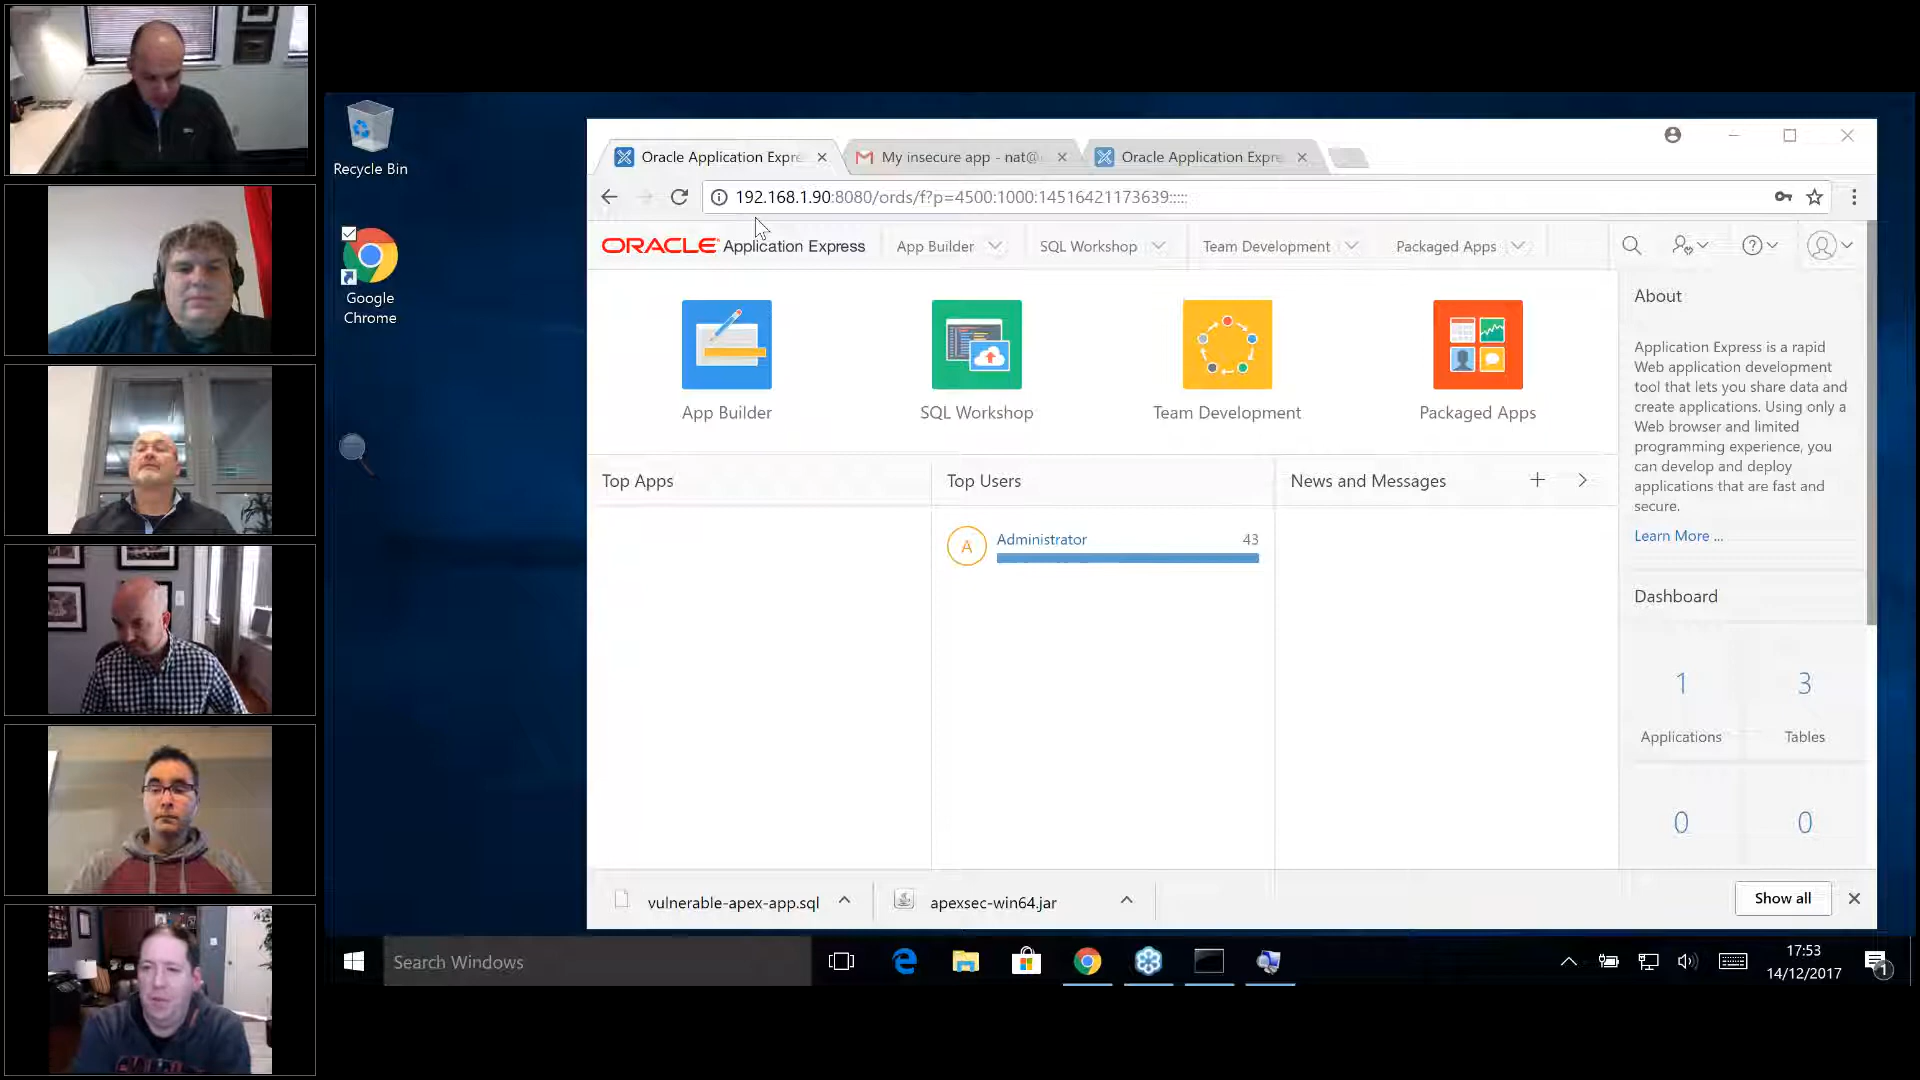 Recycle Bin
Google
Chrome
Oracle Application Expre
My insecure app - nat@
Oracle Application Expre
192.168.1.90:8080/ords/f?p=4500:1000:14516421173639:::::
ORACLE Application Express
App Builder
SQL Workshop
Team Development
Packaged Apps
App Builder
SQL Workshop
Team Development
Packaged Apps
Top Apps
Top Users
News and Messages
A
Administrator
43
About
Application Express is a rapid
Web application development
tool that lets you share data and
create applications. Using only a
Web browser and limited
programming experience, you
can develop and deploy
applications that are fast and
secure.
Learn More ...
Dashboard
1
3
Applications
Tables
0
0
vulnerable-apex-app.sql
apexsec-win64.jar
Show all
Search Windows
17:53
14/12/2017
1